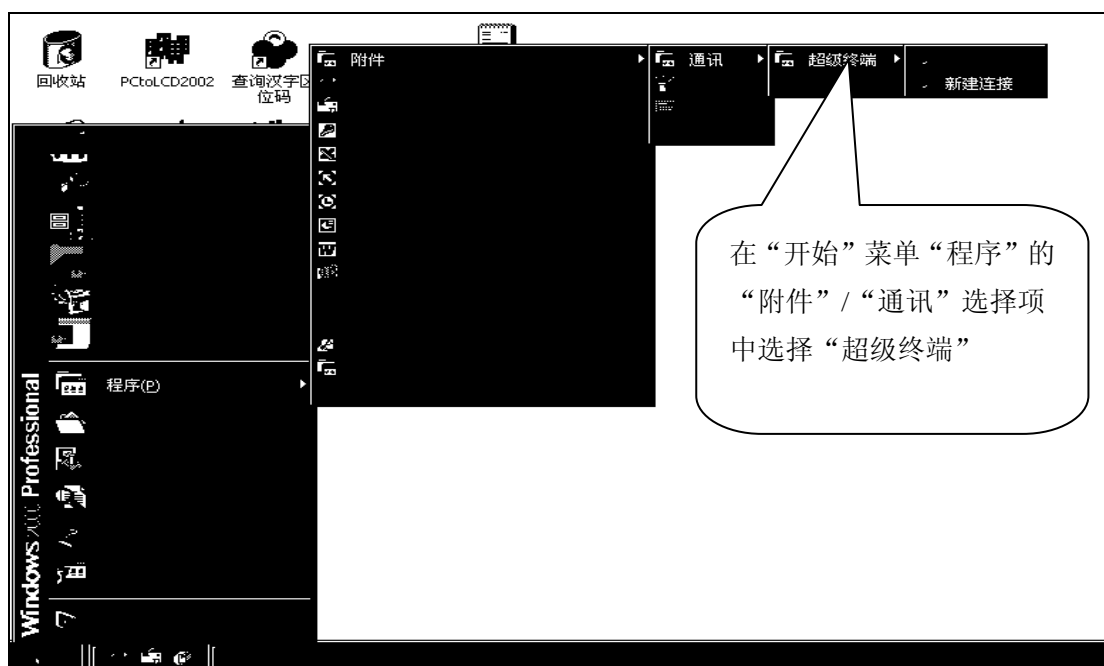 回收站
PCtoLCD2002
查询汉字区
位码
附件
通讯
超级终端
新建连接
在“开始”菜单“程序”的
“附件”/“通讯”选择项
中选择“超级终端”
程序(P)
Windows 2000 Professional